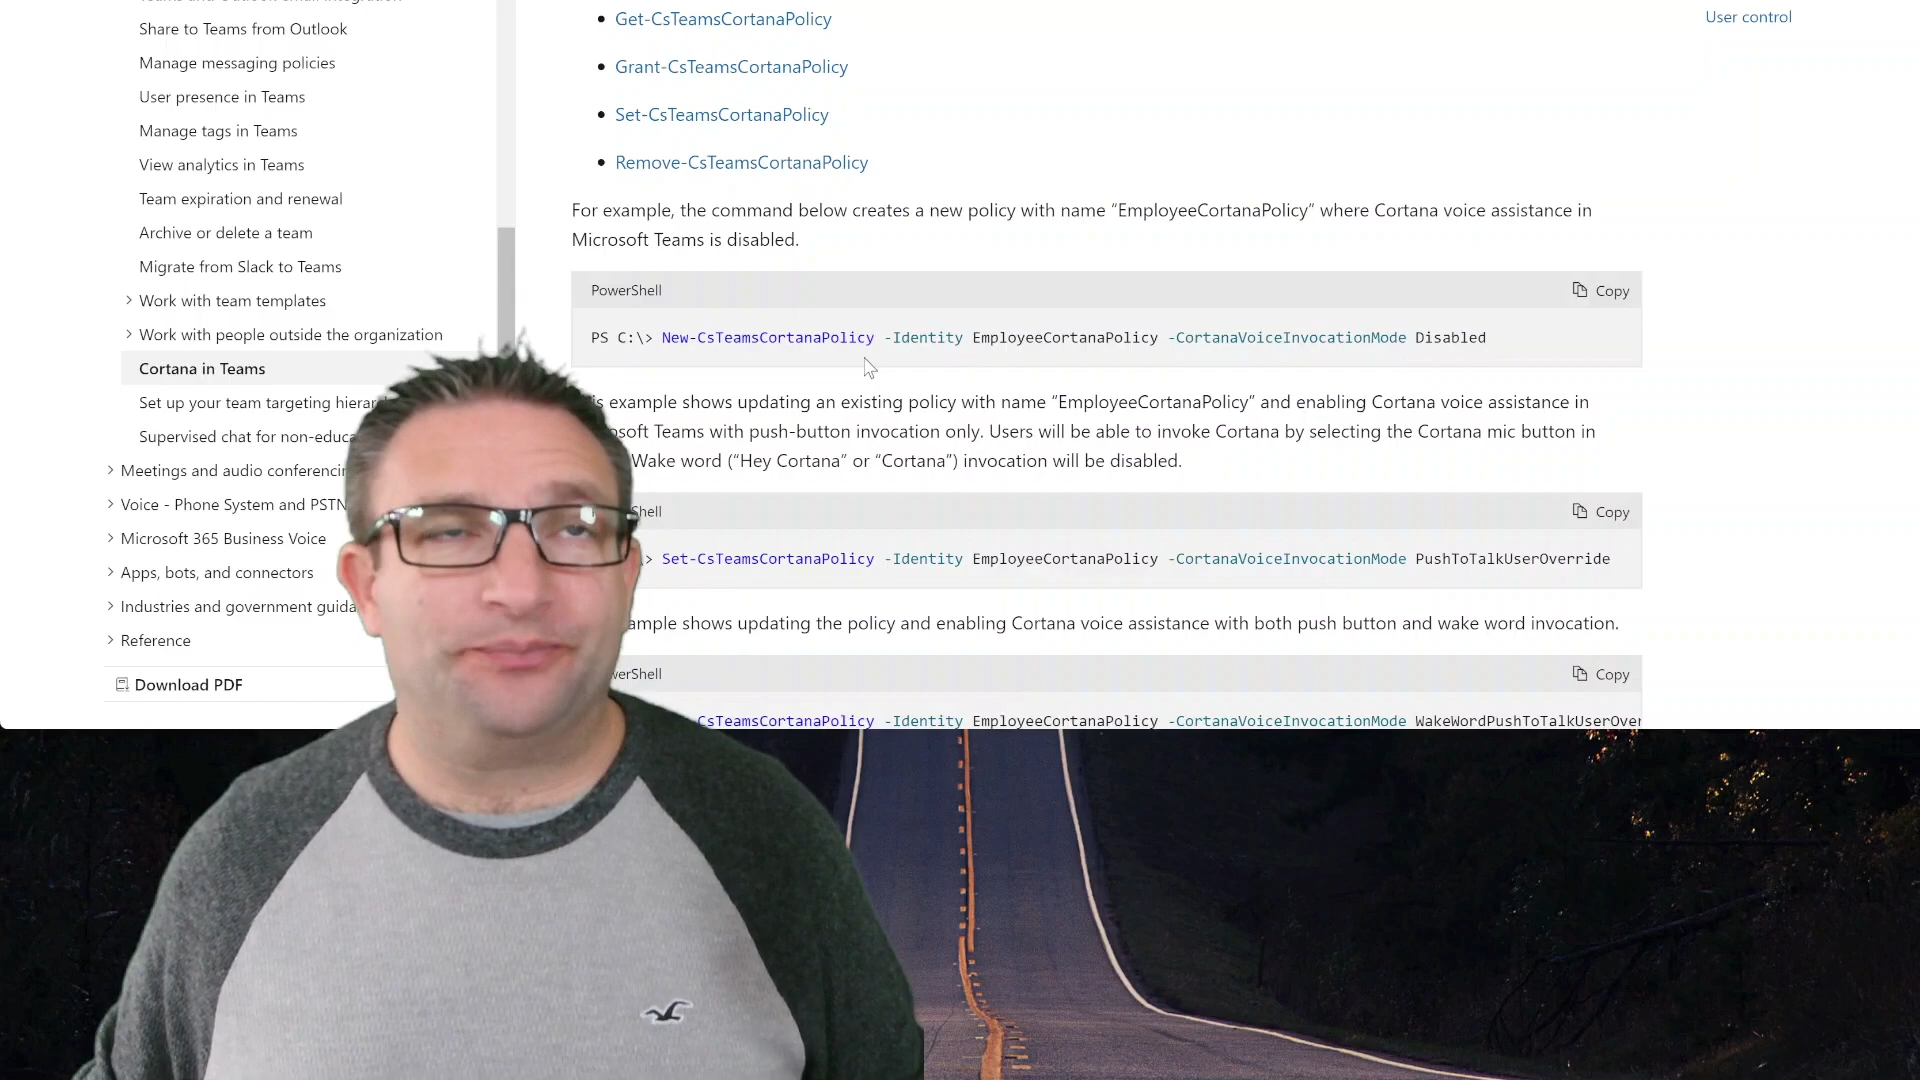 Share to Teams from Outlook
Manage messaging policies
User presence in Teams
Manage tags in Teams
View analytics in Teams
Team expiration and renewal
Archive or delete a team
Migrate from Slack to Teams
Work with team templates
Work with people outside the organization
Cortana in Teams
Set up your team targeting
Supervised chat for
Meetings and audio
Voice - Phone System and PSTN
Microsoft 365 Business Voice
Apps, bots, and connectors
Industries and government
Reference
Download PDF
Get-CsTeamsCortanaPolicy
Grant-CsTeamsCortanaPolicy
Set-CsTeamsCortanaPolicy
Remove-CsTeamsCortanaPolicy
For example, the command below creates a new policy with name “EmployeeCortanaPolicy” where Cortana voice assistance in
Microsoft Teams is disabled.
PowerShell
Copy
PS C:\> New-CsTeamsCortanaPolicy -Identity EmployeeCortanaPolicy -CortanaVoiceInvocationMode Disabled
example shows updating an existing policy with name “EmployeeCortanaPolicy” and enabling Cortana voice assistance in
Teams with push-button invocation only. Users will be able to invoke Cortana by selecting the Cortana mic button in
Wake word (“Hey Cortana” or “Cortana”) invocation will be disabled.
Copy
> Set-CsTeamsCortanaPolicy -Identity EmployeeCortanaPolicy -CortanaVoiceInvocationMode PushToTalkUserOverride
shows updating the policy and enabling Cortana voice assistance with both push button and wake word invocation.
Copy
CsTeamsCortanaPolicy -Identity EmployeeCortanaPolicy -CortanaVoiceInvocationMode WakeWordPushToTalkUserOver
User control